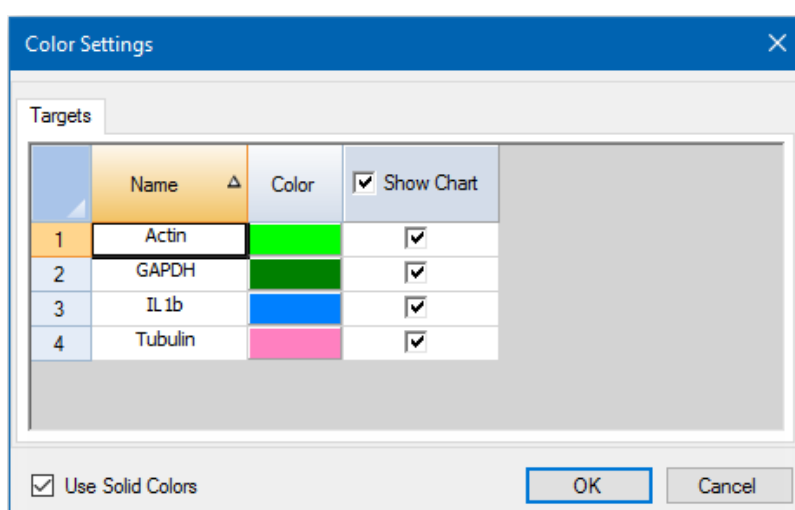 Color Settings
Targets
Name Color Show Chart
1 Actin
2 GAPDH
3 IL1b
4 Tubulin
Use Solid Colors OK Cancel